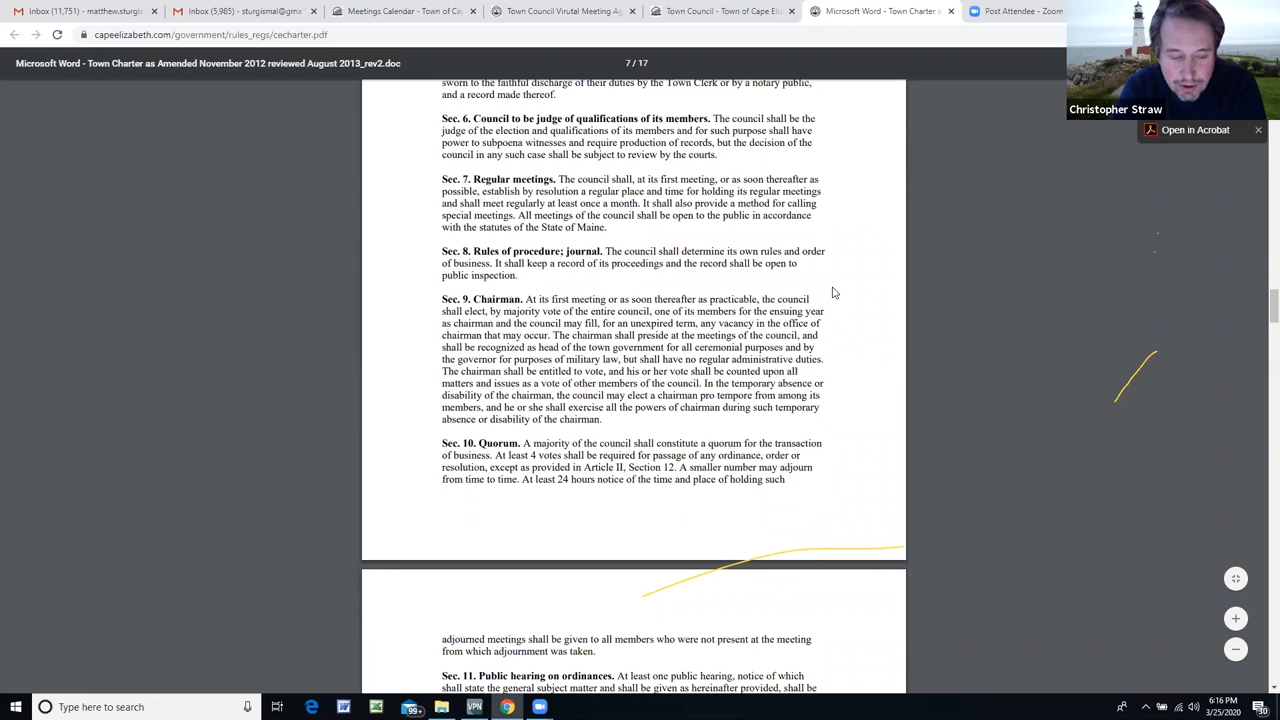 Inbox (11,751) - matthew.sturgis
Inbox (5,985) - sturgismal@gma
Meetings Calendar - Town of Ca
Town Council Virutal Meeting Ag
Town Council - Town of Cape Eliz
Microsoft Word - Town Charter a
Post Attendee - Zoom
capeelizabeth.com/government/rules_regs/cecharter.pdf
Microsoft Word - Town Charter as Amended November 2012 reviewed August 2013_rev2.doc
7 / 17
Christopher Straw
Open in Acrobat
sworn to the faithful discharge of their duties by the Town Clerk or by a notary public,
and a record made thereof.
Sec. 6. Council to be judge of qualifications of its members. The council shall be the
judge of the election and qualifications of its members and for such purpose shall have
power to subpoena witnesses and require production of records, but the decision of the
council in any such case shall be subject to review by the courts.
Sec. 7. Regular meetings. The council shall, at its first meeting, or as soon thereafter as
possible, establish by resolution a regular place and time for holding its regular meetings
and shall meet regularly at least once a month. It shall also provide a method for calling
special meetings. All meetings of the council shall be open to the public in accordance
with the statutes of the State of Maine.
Sec. 8. Rules of procedure; journal. The council shall determine its own rules and order
of business. It shall keep a record of its proceedings and the record shall be open to
public inspection.
Sec. 9. Chairman. At its first meeting or as soon thereafter as practicable, the council
shall elect, by majority vote of the entire council, one of its members for the ensuing year
as chairman and the council may fill, for an unexpired term, any vacancy in the office of
chairman that may occur. The chairman shall preside at the meetings of the council, and
shall be recognized as head of the town government for all ceremonial purposes and by
the governor for purposes of military law, but shall have no regular administrative duties.
The chairman shall be entitled to vote, and his or her vote shall be counted upon all
matters and issues as a vote of other members of the council. In the temporary absence or
disability of the chairman, the council may elect a chairman pro tempore from among its
members, and he or she shall exercise all the powers of chairman during such temporary
absence or disability of the chairman.
Sec. 10. Quorum. A majority of the council shall constitute a quorum for the transaction
of business. At least 4 votes shall be required for passage of any ordinance, order or
resolution, except as provided in Article II, Section 12. A smaller number may adjourn
from time to time. At least 24 hours notice of the time and place of holding such
adjourned meetings shall be given to all members who were not present at the meeting
from which adjournment was taken.
Sec. 11. Public hearing on ordinances. At least one public hearing, notice of which
shall state the general subject matter and shall be given as hereinafter provided, shall be
Type here to search
99+
VPN
6:16 PM
3/25/2020
30